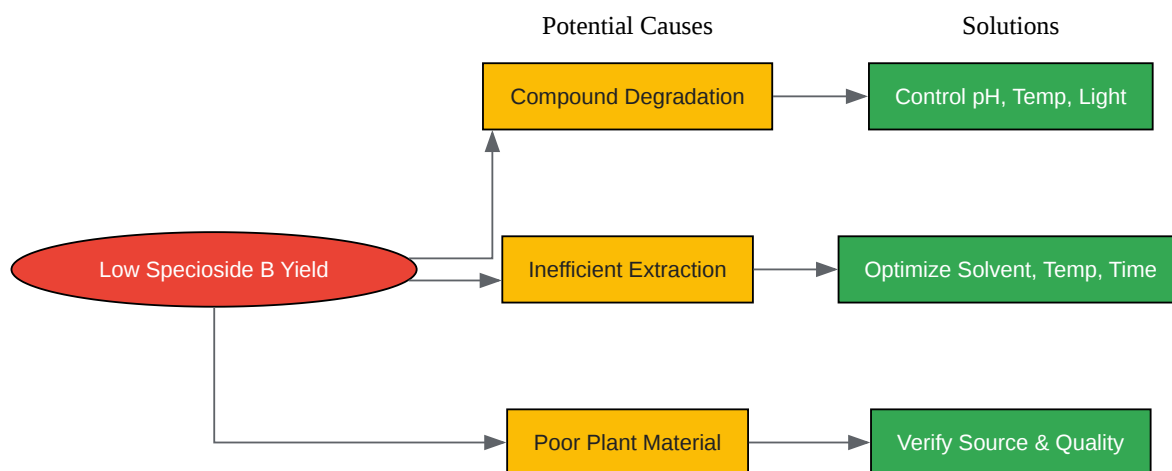 Potential Causes
Solutions
Compound Degradation
Control pH, Temp, Light
Low Specioside B Yield
Inefficient Extraction
Optimize Solvent, Temp, Time
Poor Plant Material
Verify Source & Quality